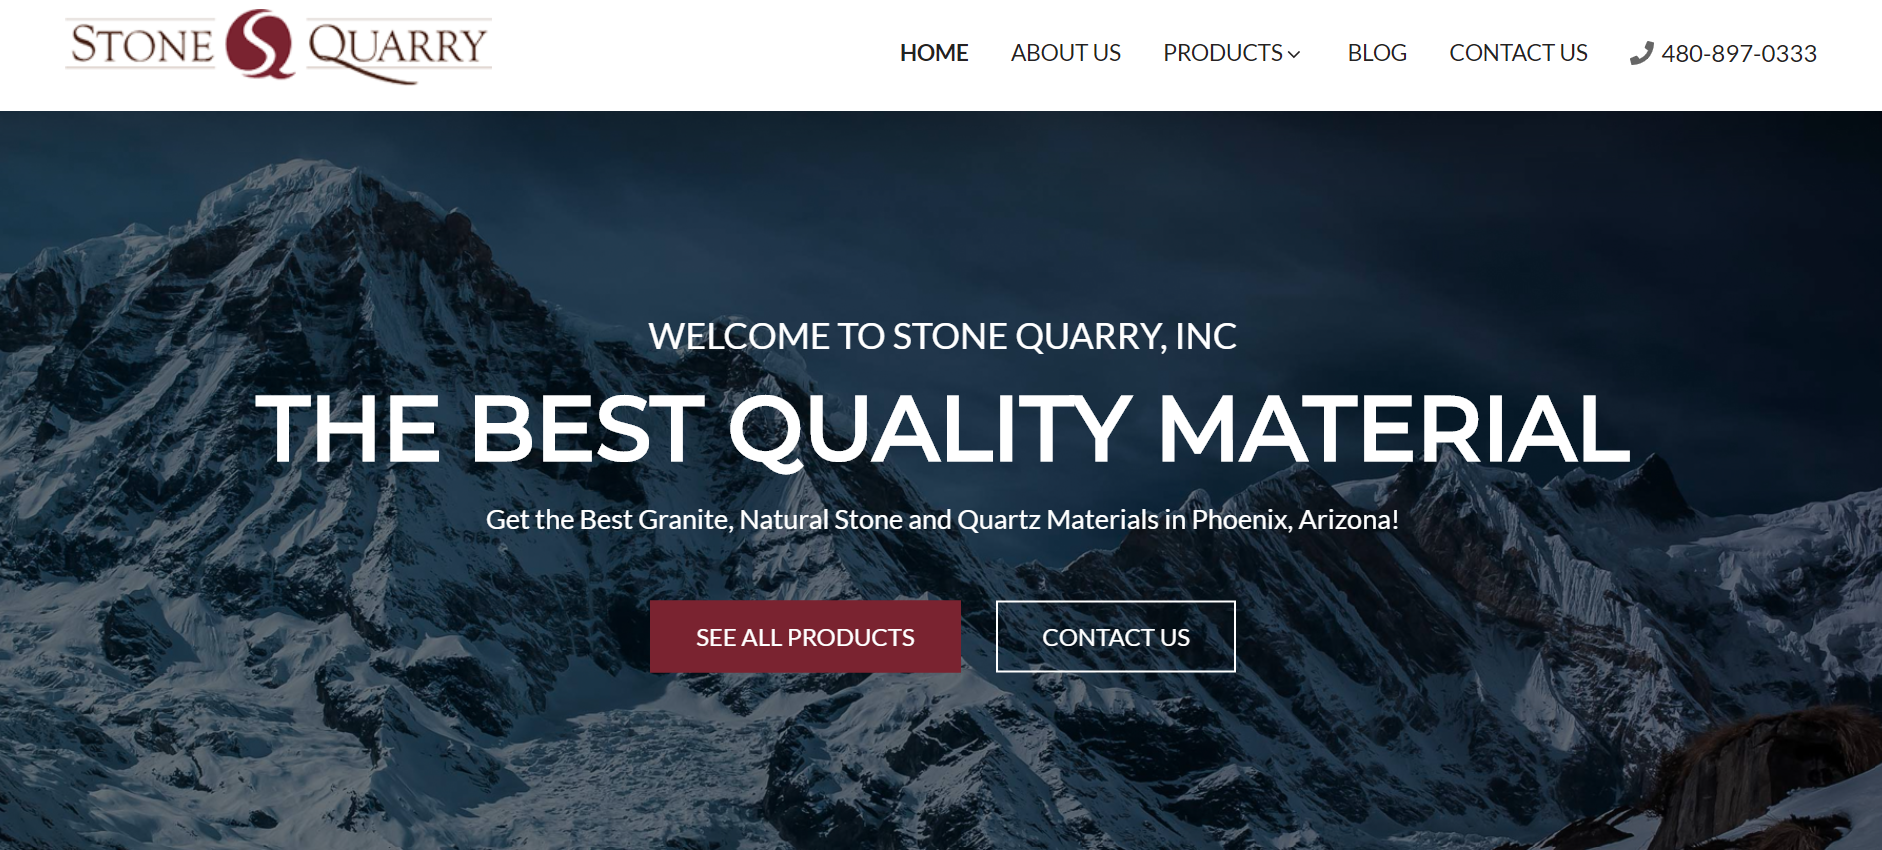 STONE QUARRY
HOME ABOUT US PRODUCTS BLOG CONTACT US 480-897-0333
WELCOME TO STONE QUARRY, INC
THE BEST QUALITY MATERIAL
Get the Best Granite, Natural Stone and Quartz Materials in Phoenix, Arizona!
SEE ALL PRODUCTS CONTACT US